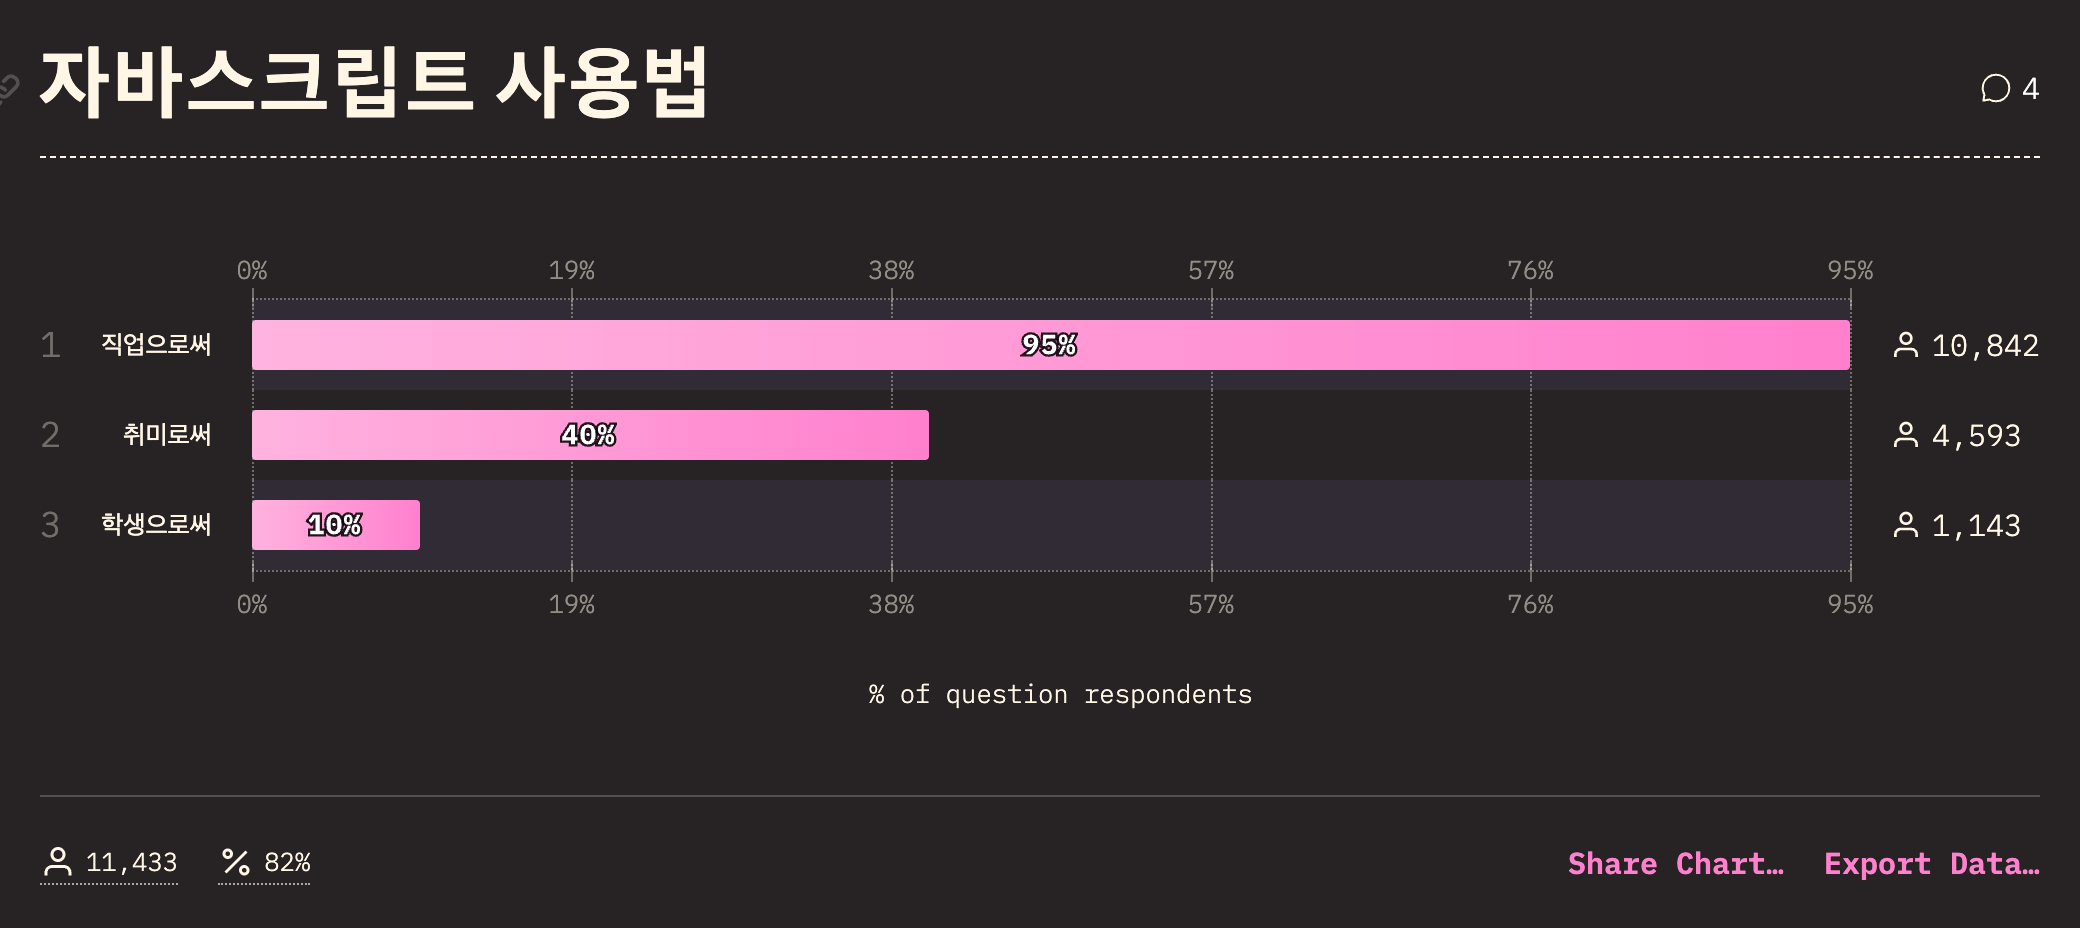 자바스크립트 사용법
4
0% 19% 38% 57% 76% 95%
1 직업으로써 95% 10,842
2 취미로써 40% 4,593
3 학생으로써 10% 1,143
0% 19% 38% 57% 76% 95%
% of question respondents
11,433 82% Share Chart… Export Data…